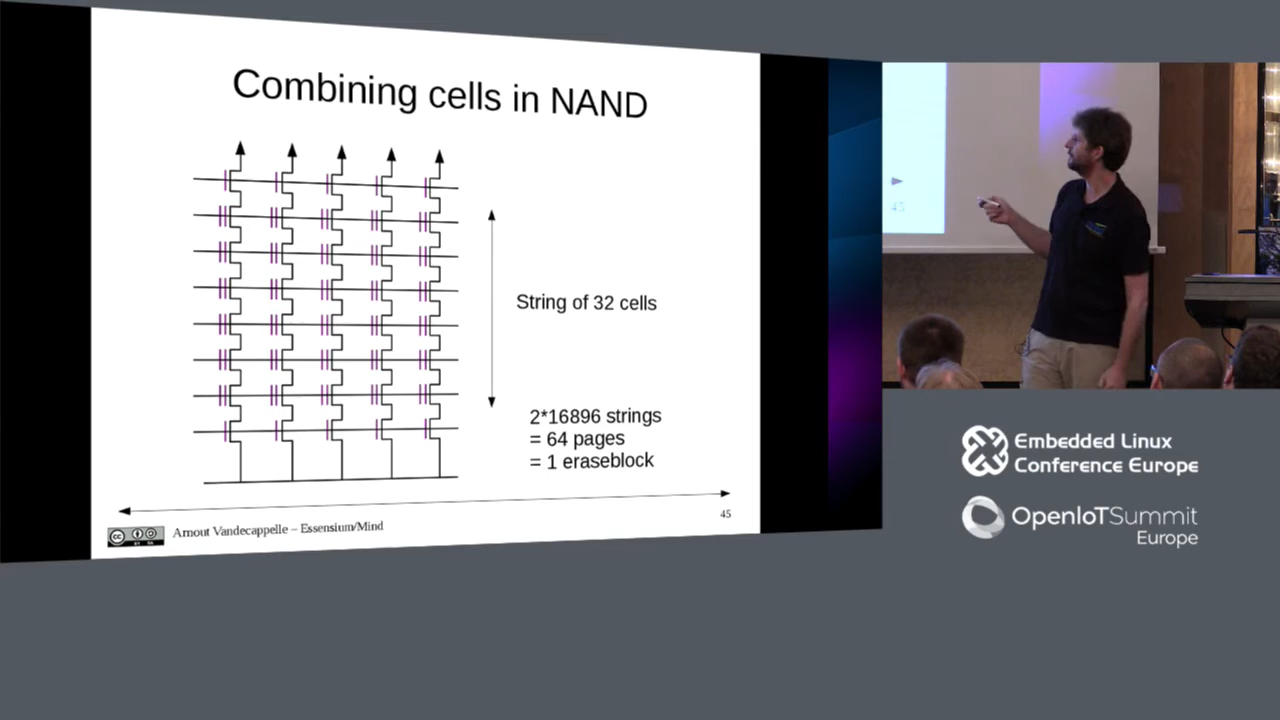 Combining cells in NAND
String of 32 cells
2*16896 strings
= 64 pages
= 1 eraseblock
Arnout Vandecappelle – Essensium/Mind
45
45
Embedded Linux
Conference Europe
OpenIoTSummit
Europe